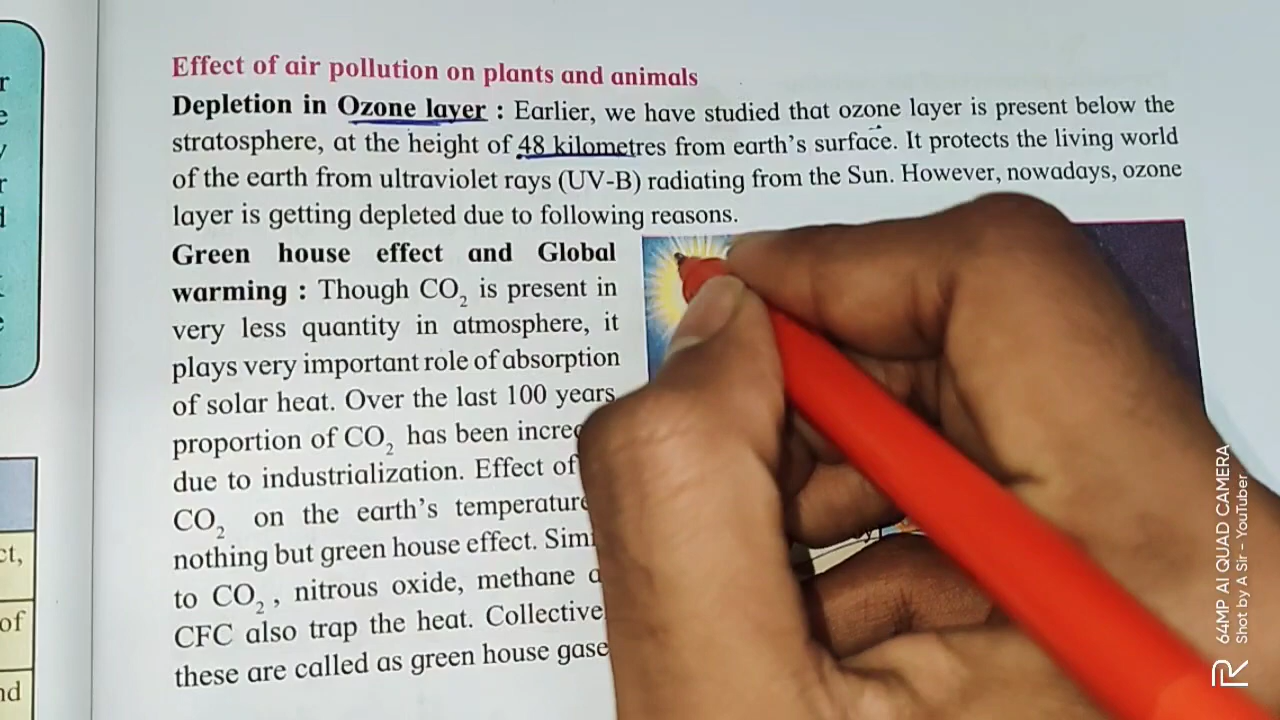 Effect of air pollution on plants and animals
Depletion in Ozone layer : Earlier, we have studied that ozone layer is present below the
stratosphere, at the height of 48 kilometres from earth's surface. It protects the living world
of the earth from ultraviolet rays (UV-B) radiating from the Sun. However, nowadays, ozone
layer is getting depleted due to following reasons.
Green house effect and Global
warming : Though CO₂ is present in
very less quantity in atmosphere, it
plays very important role of absorption
of solar heat. Over the last 100 years
proportion of CO₂ has been
due to industrialization. Effect of
CO₂ on the earth's temperature
nothing but green house effect.
to CO₂, nitrous oxide, methane
CFC also trap the heat.
these are called as green house
ct,
of
nd
64MP AI QUAD CAMERA
Shot by A Sir - YouTuber